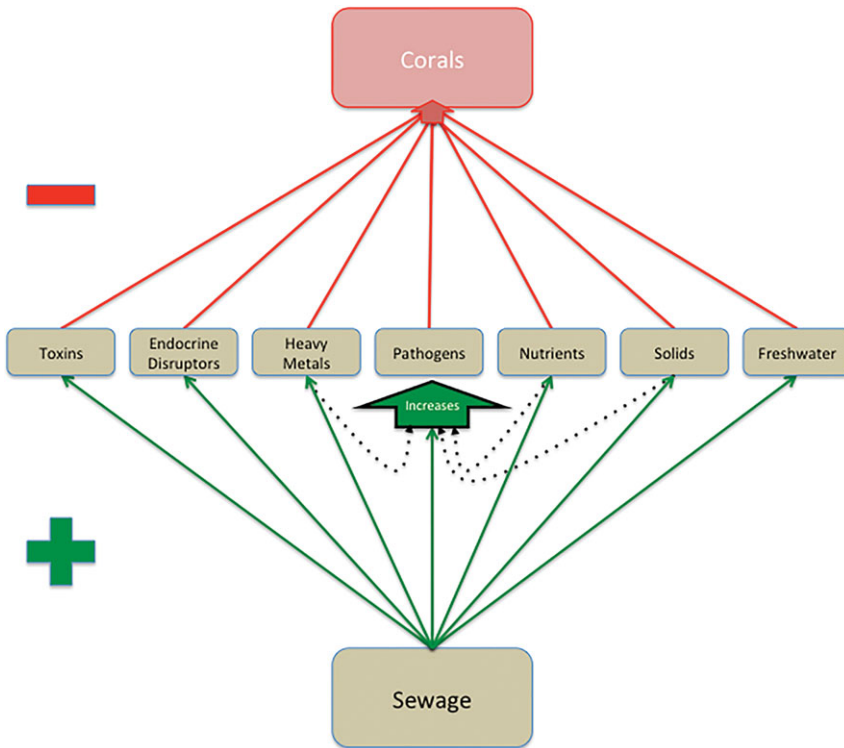 Corals
Toxins
Endocrine
Disruptors
Heavy
Metals
Pathogens
Nutrients
Solids
Freshwater
Increases
Sewage